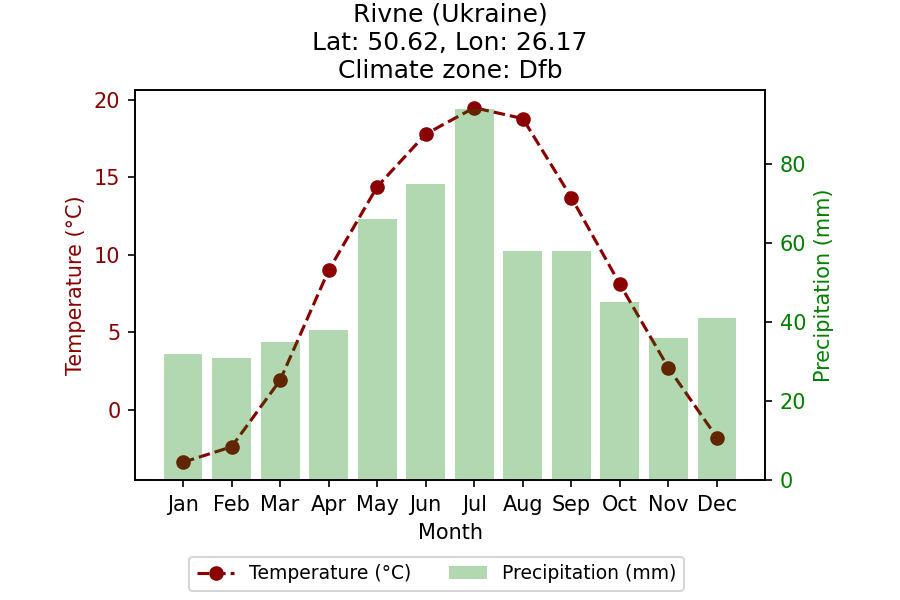 Rivne (Ukraine)
Lat: 50.62, Lon: 26.17
Climate zone: Dfb
20
15
10
5
0
Temperature (°C)
80
60
40
20
0
Precipitation (mm)
Jan Feb Mar Apr May Jun Jul Aug Sep Oct Nov Dec
Month
Temperature (°C) Precipitation (mm)